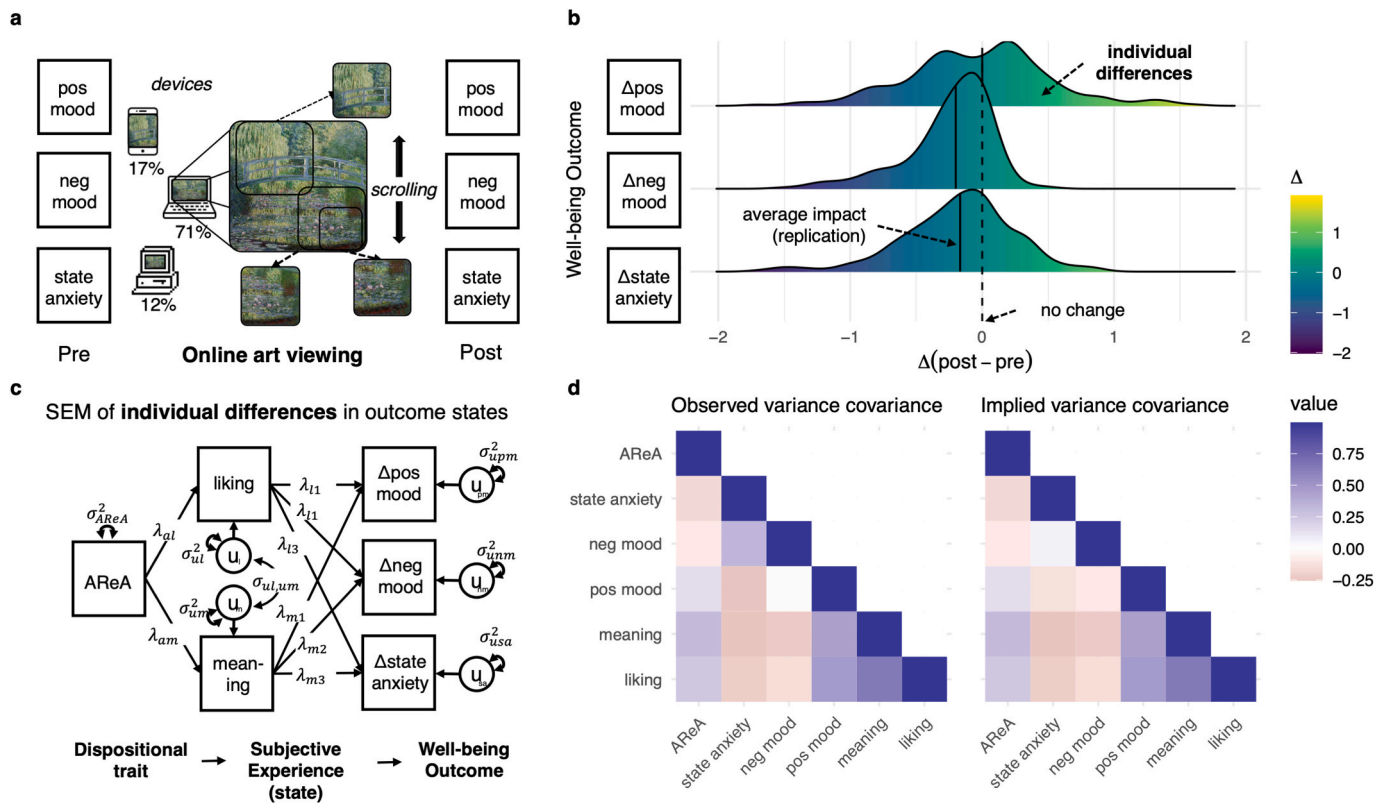 a
devices
pos
mood
neg
mood
state
anxiety
17%
71%
12%
scrolling
pos
mood
neg
mood
state
anxiety
Pre
Online art viewing
Post
b
Well-being Outcome
Δpos
mood
Δneg
mood
Δstate
anxiety
individual
differences
average impact
(replication)
no change
−2
−1
0
1
2
Δ(post − pre)
Δ
2
1
0
−1
−2
c
SEM of individual differences in outcome states
σ²AReA
AReA
λal
λam
liking
σ²ul
ul
σul,um
σ²um
um
mean-
ing
λl1
λl1
λl3
λm1
λm2
λm3
Δpos
mood
Δneg
mood
Δstate
anxiety
σ²upm
upm
σ²unm
unm
σ²usa
usa
Dispositional
trait
Subjective
Experience
(state)
Well-being
Outcome
d
Observed variance covariance
Implied variance covariance
AReA
state anxiety
neg mood
pos mood
meaning
liking
AReA
state anxiety
neg mood
pos mood
meaning
liking
AReA
state anxiety
neg mood
pos mood
meaning
liking
value
0.75
0.50
0.25
0.00
−0.25